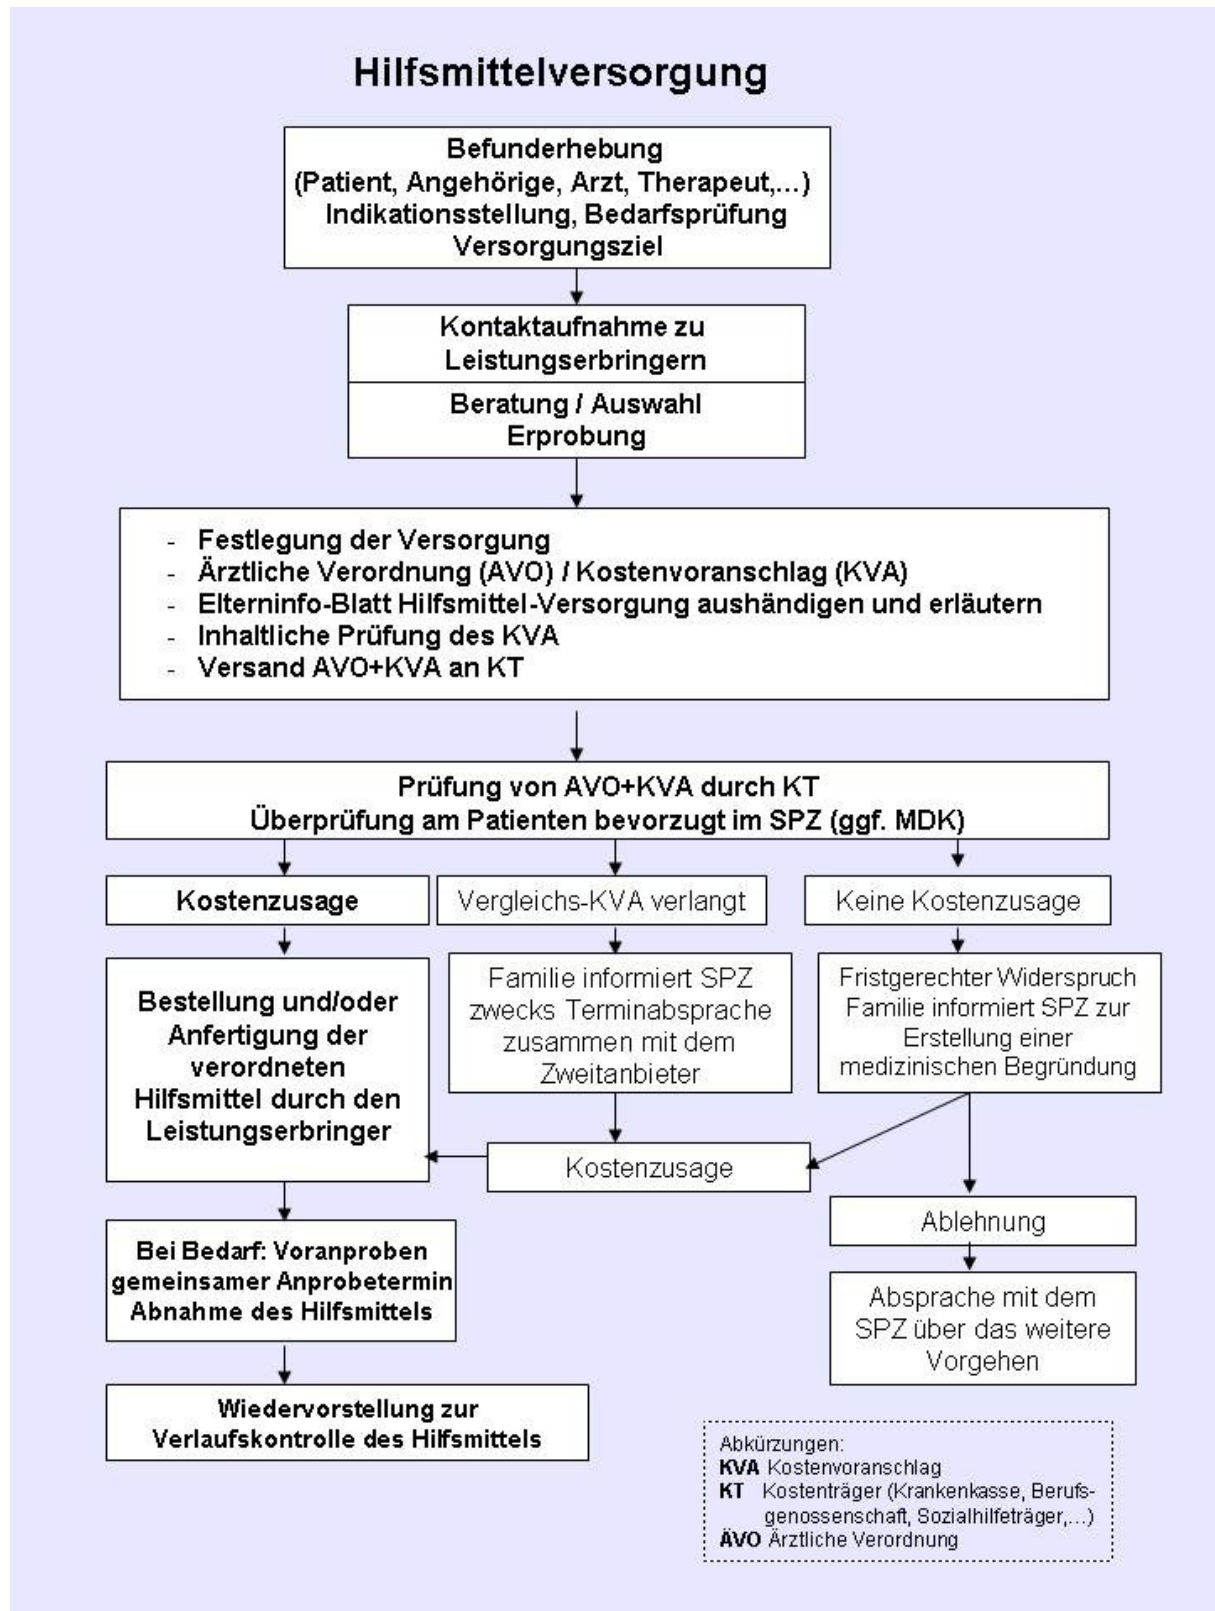 Hilfsmittelversorgung
Befunderhebung
(Patient, Angehörige, Arzt, Therapeut,...)
Indikationsstellung, Bedarfsprüfung
Versorgungsziel
Kontaktaufnahme zu
Leistungserbringern
Beratung / Auswahl
Erprobung
- Festlegung der Versorgung
- Ärztliche Verordnung (AVO) / Kostenvoranschlag (KVA)
- Elterninfo-Blatt Hilfsmittel-Versorgung aushändigen und erläutern
- Inhaltliche Prüfung des KVA
- Versand AVO+KVA an KT
Prüfung von AVO+KVA durch KT
Überprüfung am Patienten bevorzugt im SPZ (ggf. MDK)
Kostenzusage
Vergleichs-KVA verlangt
Keine Kostenzusage
Bestellung und/oder
Anfertigung der
verordneten
Hilfsmittel durch den
Leistungserbringer
Familie informiert SPZ
zwecks Terminabsprache
zusammen mit dem
Zweitanbieter
Fristgerechter Widerspruch
Familie informiert SPZ zur
Erstellung einer
medizinischen Begründung
Kostenzusage
Ablehnung
Bei Bedarf: Voranproben
gemeinsamer Anprobetermin
Abnahme des Hilfsmittels
Absprache mit dem
SPZ über das weitere
Vorgehen
Wiedervorstellung zur
Verlaufskontrolle des Hilfsmittels
Abkürzungen:
KVA Kostenvoranschlag
KT Kostenträger (Krankenkasse, Berufs-
genossenschaft, Sozialhilfeträger,...)
ÄVO Ärztliche Verordnung